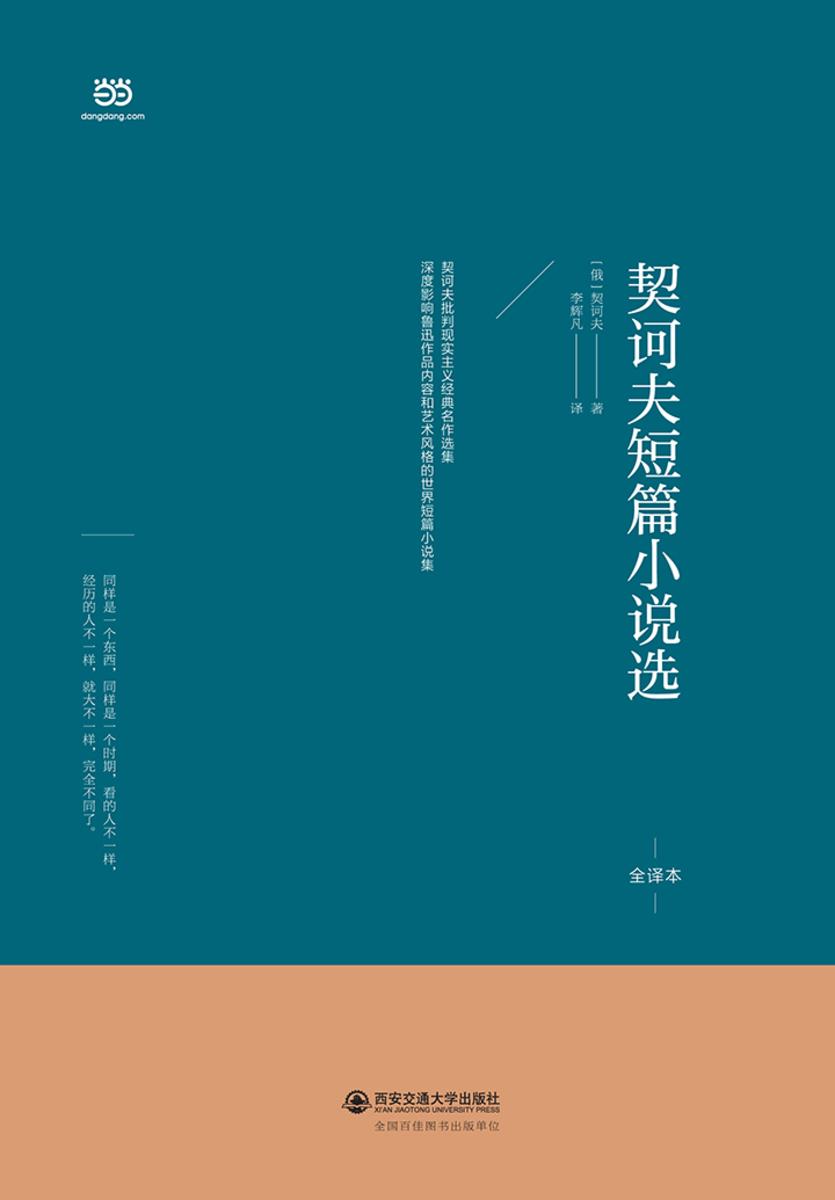 dangdang.com
契诃夫短篇小说选
[俄]契诃夫——著
李辉凡——译
契诃夫批判现实主义经典名作选集
深度影响鲁迅作品内容和艺术风格的世界短篇小说集
同样是一个东西，同样是一个时期，看的人不一样，
经历的人不一样，就大不一样，完全不同了。
全译本
西安交通大学出版社
XI'AN JIAOTONG UNIVERSITY PRESS
全国百佳图书出版单位